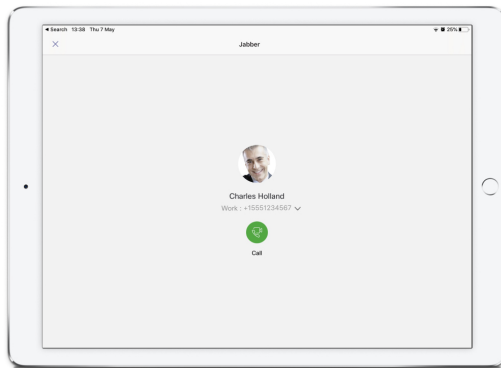 ◀ Search 13:38 Thu 7 May 25%
Jabber
Charles Holland
Work : +15551234567
Call